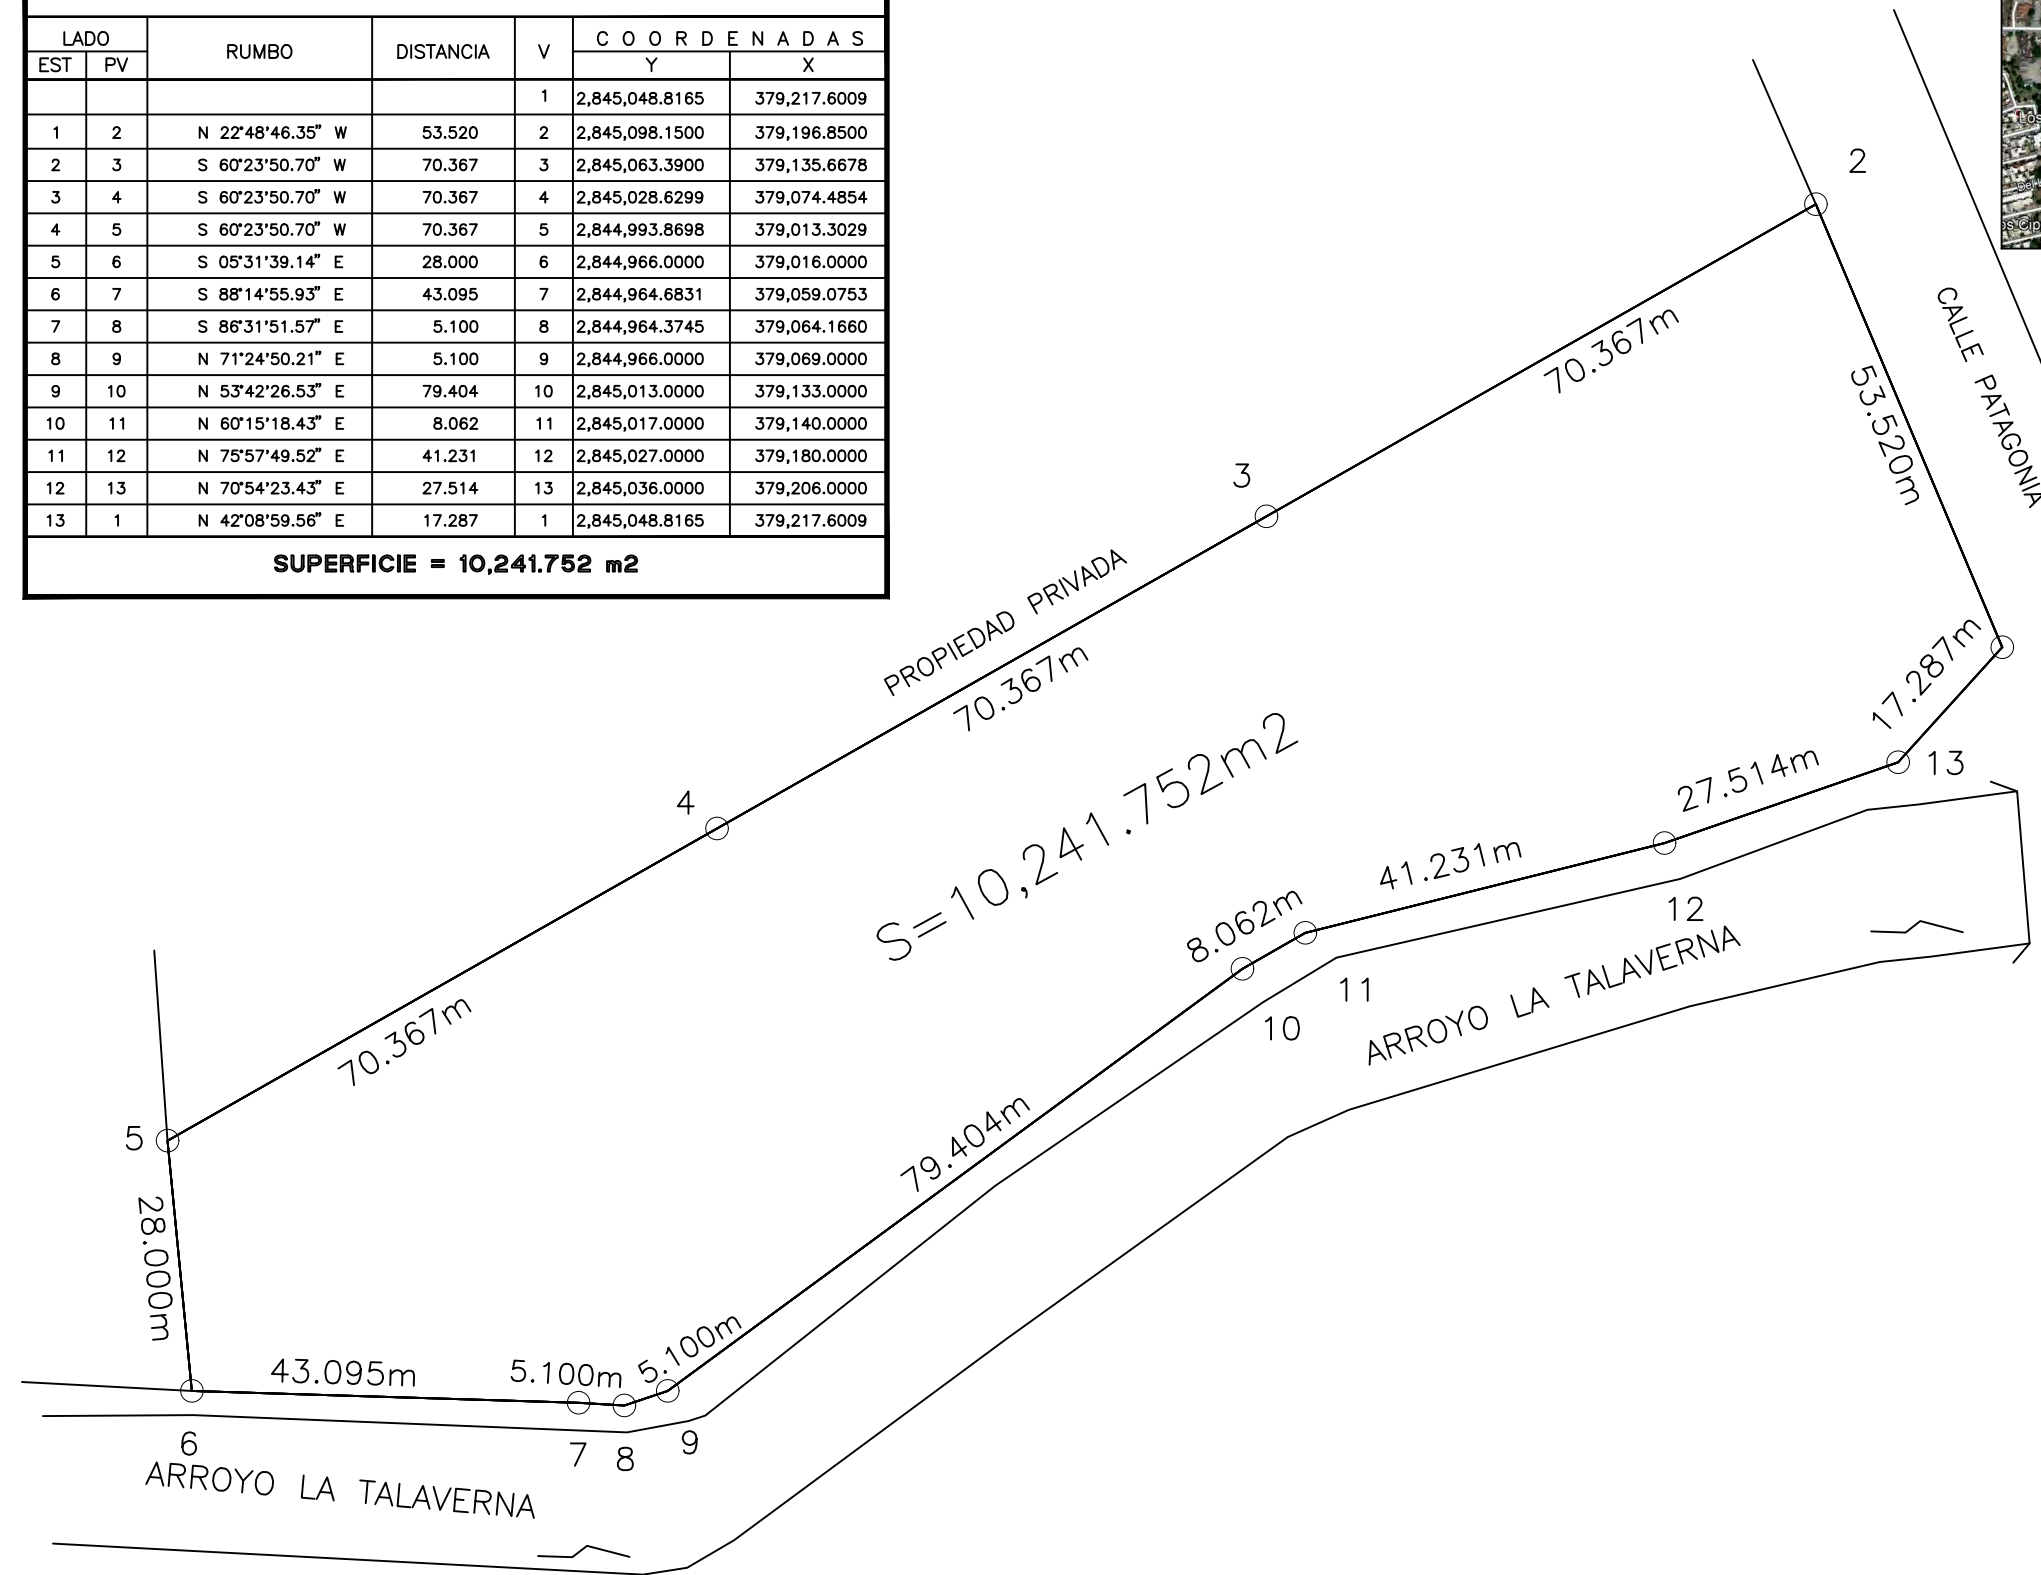 LADO RUMBO DISTANCIA V C O O R D E N A D A S
EST PV Y X
1 2,845,048.8165 379,217.6009
1 2 N 22°48'46.35" W 53.520 2 2,845,098.1500 379,196.8500
2 3 S 60°23'50.70" W 70.367 3 2,845,063.3900 379,135.6678
3 4 S 60°23'50.70" W 70.367 4 2,845,028.6299 379,074.4854
4 5 S 60°23'50.70" W 70.367 5 2,844,993.8698 379,013.3029
5 6 S 05°31'39.14" E 28.000 6 2,844,966.0000 379,016.0000
6 7 S 88°14'55.93" E 43.095 7 2,844,964.6831 379,059.0753
7 8 S 86°31'51.57" E 5.100 8 2,844,964.3745 379,064.1660
8 9 N 71°24'50.21" E 5.100 9 2,844,966.0000 379,069.0000
9 10 N 53°42'26.53" E 79.404 10 2,845,013.0000 379,133.0000
10 11 N 60°15'18.43" E 8.062 11 2,845,017.0000 379,140.0000
11 12 N 75°57'49.52" E 41.231 12 2,845,027.0000 379,180.0000
12 13 N 70°54'23.43" E 27.514 13 2,845,036.0000 379,206.0000
13 1 N 42°08'59.56" E 17.287 1 2,845,048.8165 379,217.6009
SUPERFICIE = 10,241.752 m2
2
CALLE PATAGONIA
70.367m
53.520m
3
PROPIEDAD PRIVADA
70.367m
17.287m
13
27.514m
4
S=10,241.752m2
41.231m
12
8.062m
11
10
ARROYO LA TALAVERNA
70.367m
5
79.404m
28.000m
43.095m
5.100m
5.100m
6
7
8
9
ARROYO LA TALAVERNA